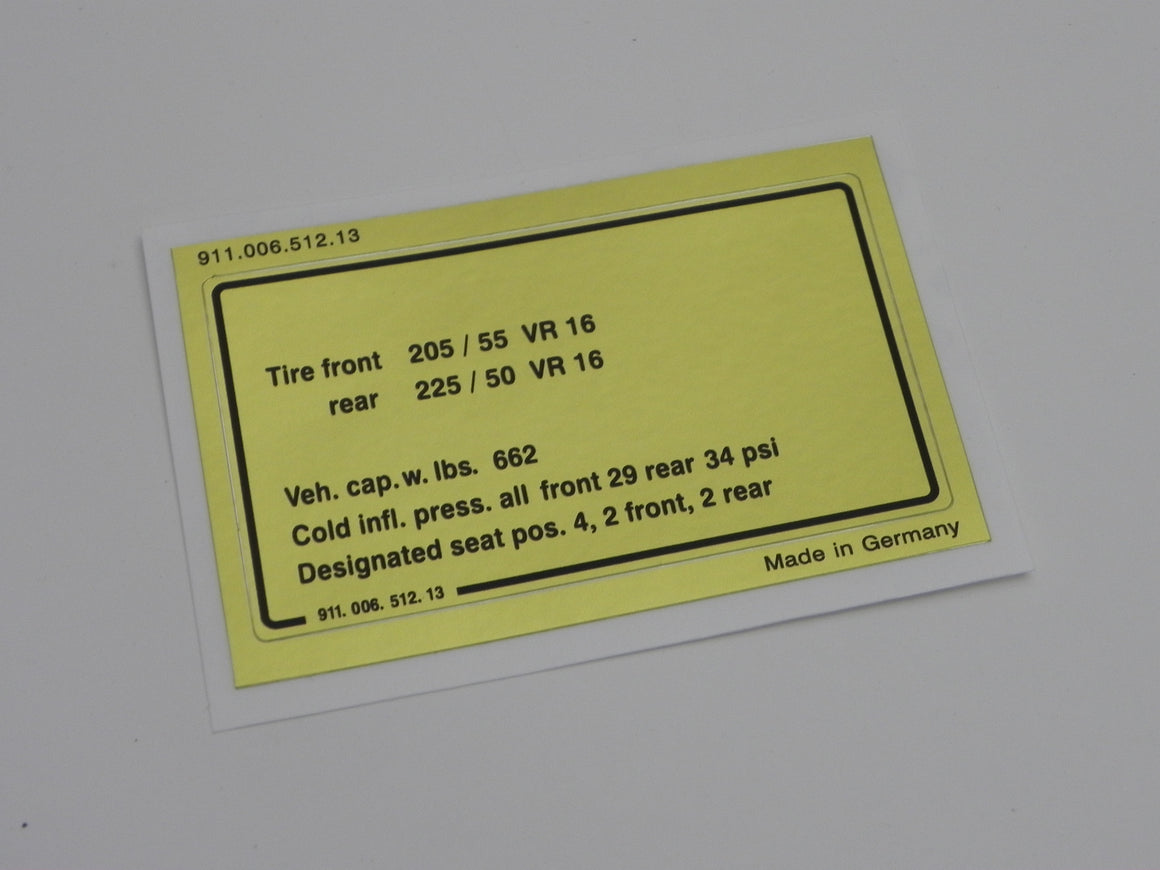 911.006.512.13
Tire front 205 / 55 VR 16
rear 225 / 50 VR 16
Veh. cap. w. lbs. 662
Cold infl. press. all front 29 rear 34 psi
Designated seat pos. 4, 2 front, 2 rear
911. 006. 512. 13
Made in Germany